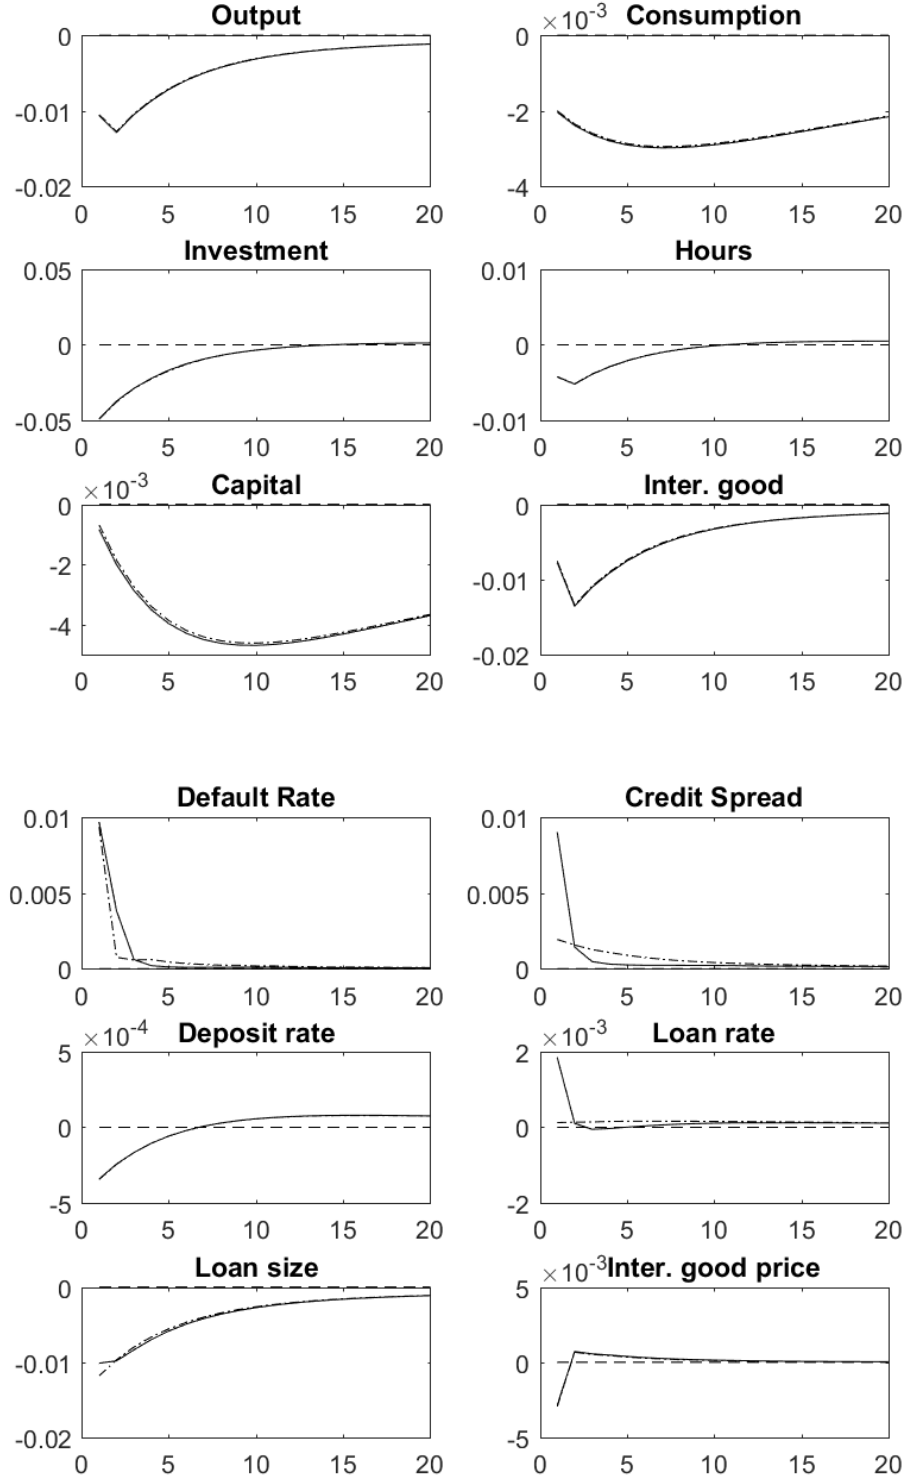 Output Consumption
×10⁻³
0 0
-0.01 -2
-0.02 -4
0 5 10 15 20 0 5 10 15 20
Investment Hours
0.05 0.01
0 0
-0.05 -0.01
0 5 10 15 20 0 5 10 15 20
×10⁻³ Capital Inter. good
0 0
-2 -0.01
-4 -0.02
0 5 10 15 20 0 5 10 15 20
Default Rate Credit Spread
0.01 0.01
0.005 0.005
0 0
0 5 10 15 20 0 5 10 15 20
×10⁻⁴ Deposit rate ×10⁻³ Loan rate
5 2
0 0
-5 -2
0 5 10 15 20 0 5 10 15 20
Loan size ×10⁻³ Inter. good price
0 5
-0.01 0
-0.02 -5
0 5 10 15 20 0 5 10 15 20